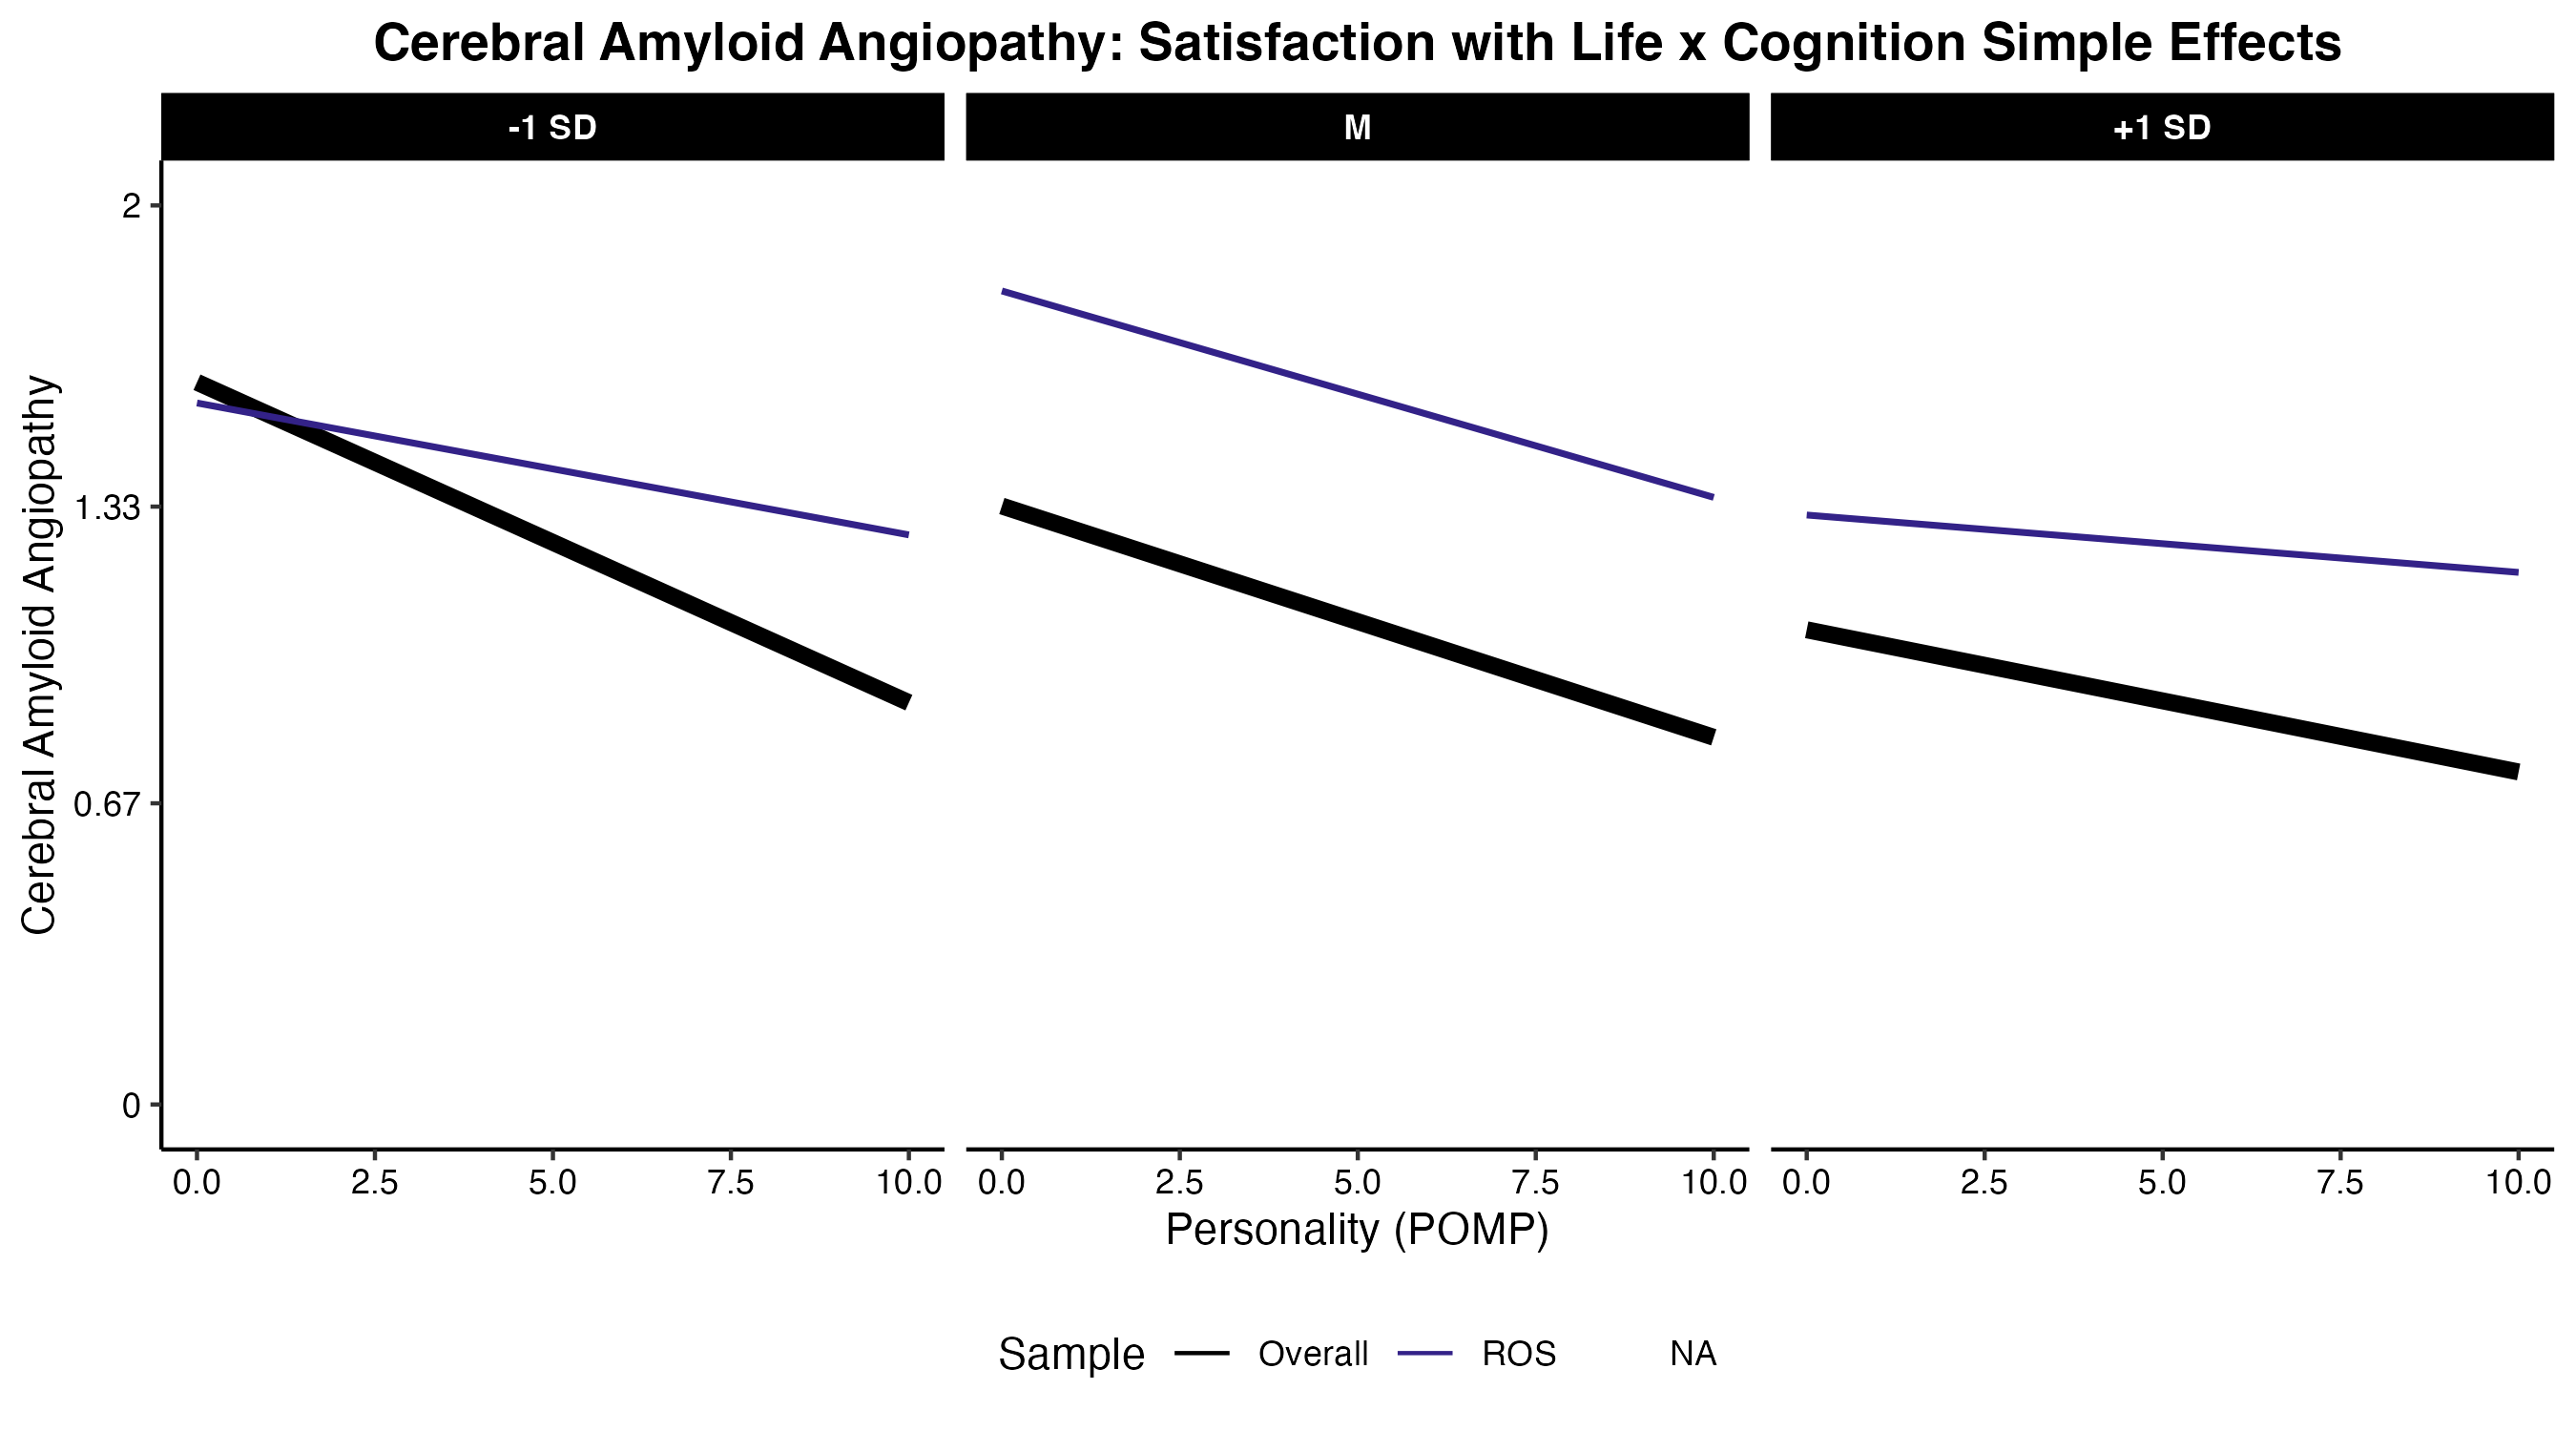 Cerebral Amyloid Angiopathy: Satisfaction with Life x Cognition Simple Effects
-1 SD M +1 SD
Cerebral Amyloid Angiopathy
2
1.33
0.67
0
0.0 2.5 5.0 7.5 10.0 0.0 2.5 5.0 7.5 10.0 0.0 2.5 5.0 7.5 10.0
Personality (POMP)
Sample Overall ROS NA